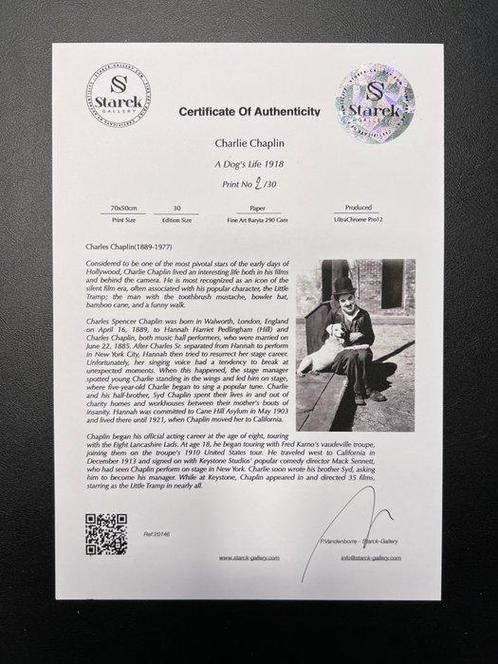 Starck
GALLERY
Certificate Of Authenticity
Starck
GALLERY
Charlie Chaplin
A Dog's Life 1918
Print No 2/30
70x50cm 30 Paper Produced
Print Size Edition Size Fine Art Baryta 290 Gsm UltraChrome Pro12
Charles Chaplin(1889-1977)
Considered to be one of the most pivotal stars of the early days of
Hollywood, Charlie Chaplin lived an interesting life both in his films
and behind the camera. He is most recognized as an icon of the
silent film era, often associated with his popular character, the Little
Tramp; the man with the toothbrush mustache, bowler hat,
bamboo cane, and a funny walk.
Charles Spencer Chaplin was born in Walworth, London, England
on April 16, 1889, to Hannah Harriet Pedlingham (Hill) and
Charles Chaplin, both music hall performers, who were married on
June 22, 1885. After Charles Sr. separated from Hannah to perform
in New York City, Hannah then tried to resurrect her stage career.
Unfortunately, her singing voice had a tendency to break at
unexpected moments. When this happened, the stage manager
spotted young Charlie standing in the wings and led him on stage,
where five-year-old Charlie began to sing a popular tune. Charlie
and his half-brother, Syd Chaplin spent their lives in and out of
charity homes and workhouses between their mother's bouts of
insanity. Hannah was committed to Cane Hill Asylum in May 1903
and lived there until 1921, when Chaplin moved her to California.
Chaplin began his official acting career at the age of eight, touring
with the Eight Lancashire Lads. At age 18, he began touring with Fred Karno's vaudeville troupe,
joining them on the troupe's 1910 United States tour. He traveled west to California in
December 1913 and signed on with Keystone Studios' popular comedy director Mack Sennett,
who had seen Chaplin perform on stage in New York. Charlie soon wrote his brother Syd, asking
him to become his manager. While at Keystone, Chaplin appeared in and directed 35 films,
starring as the Little Tramp in nearly all.
Ref:20146
P.Vandenborre - Starck-Gallery
www.starck-gallery.com
info@starck-gallery.com